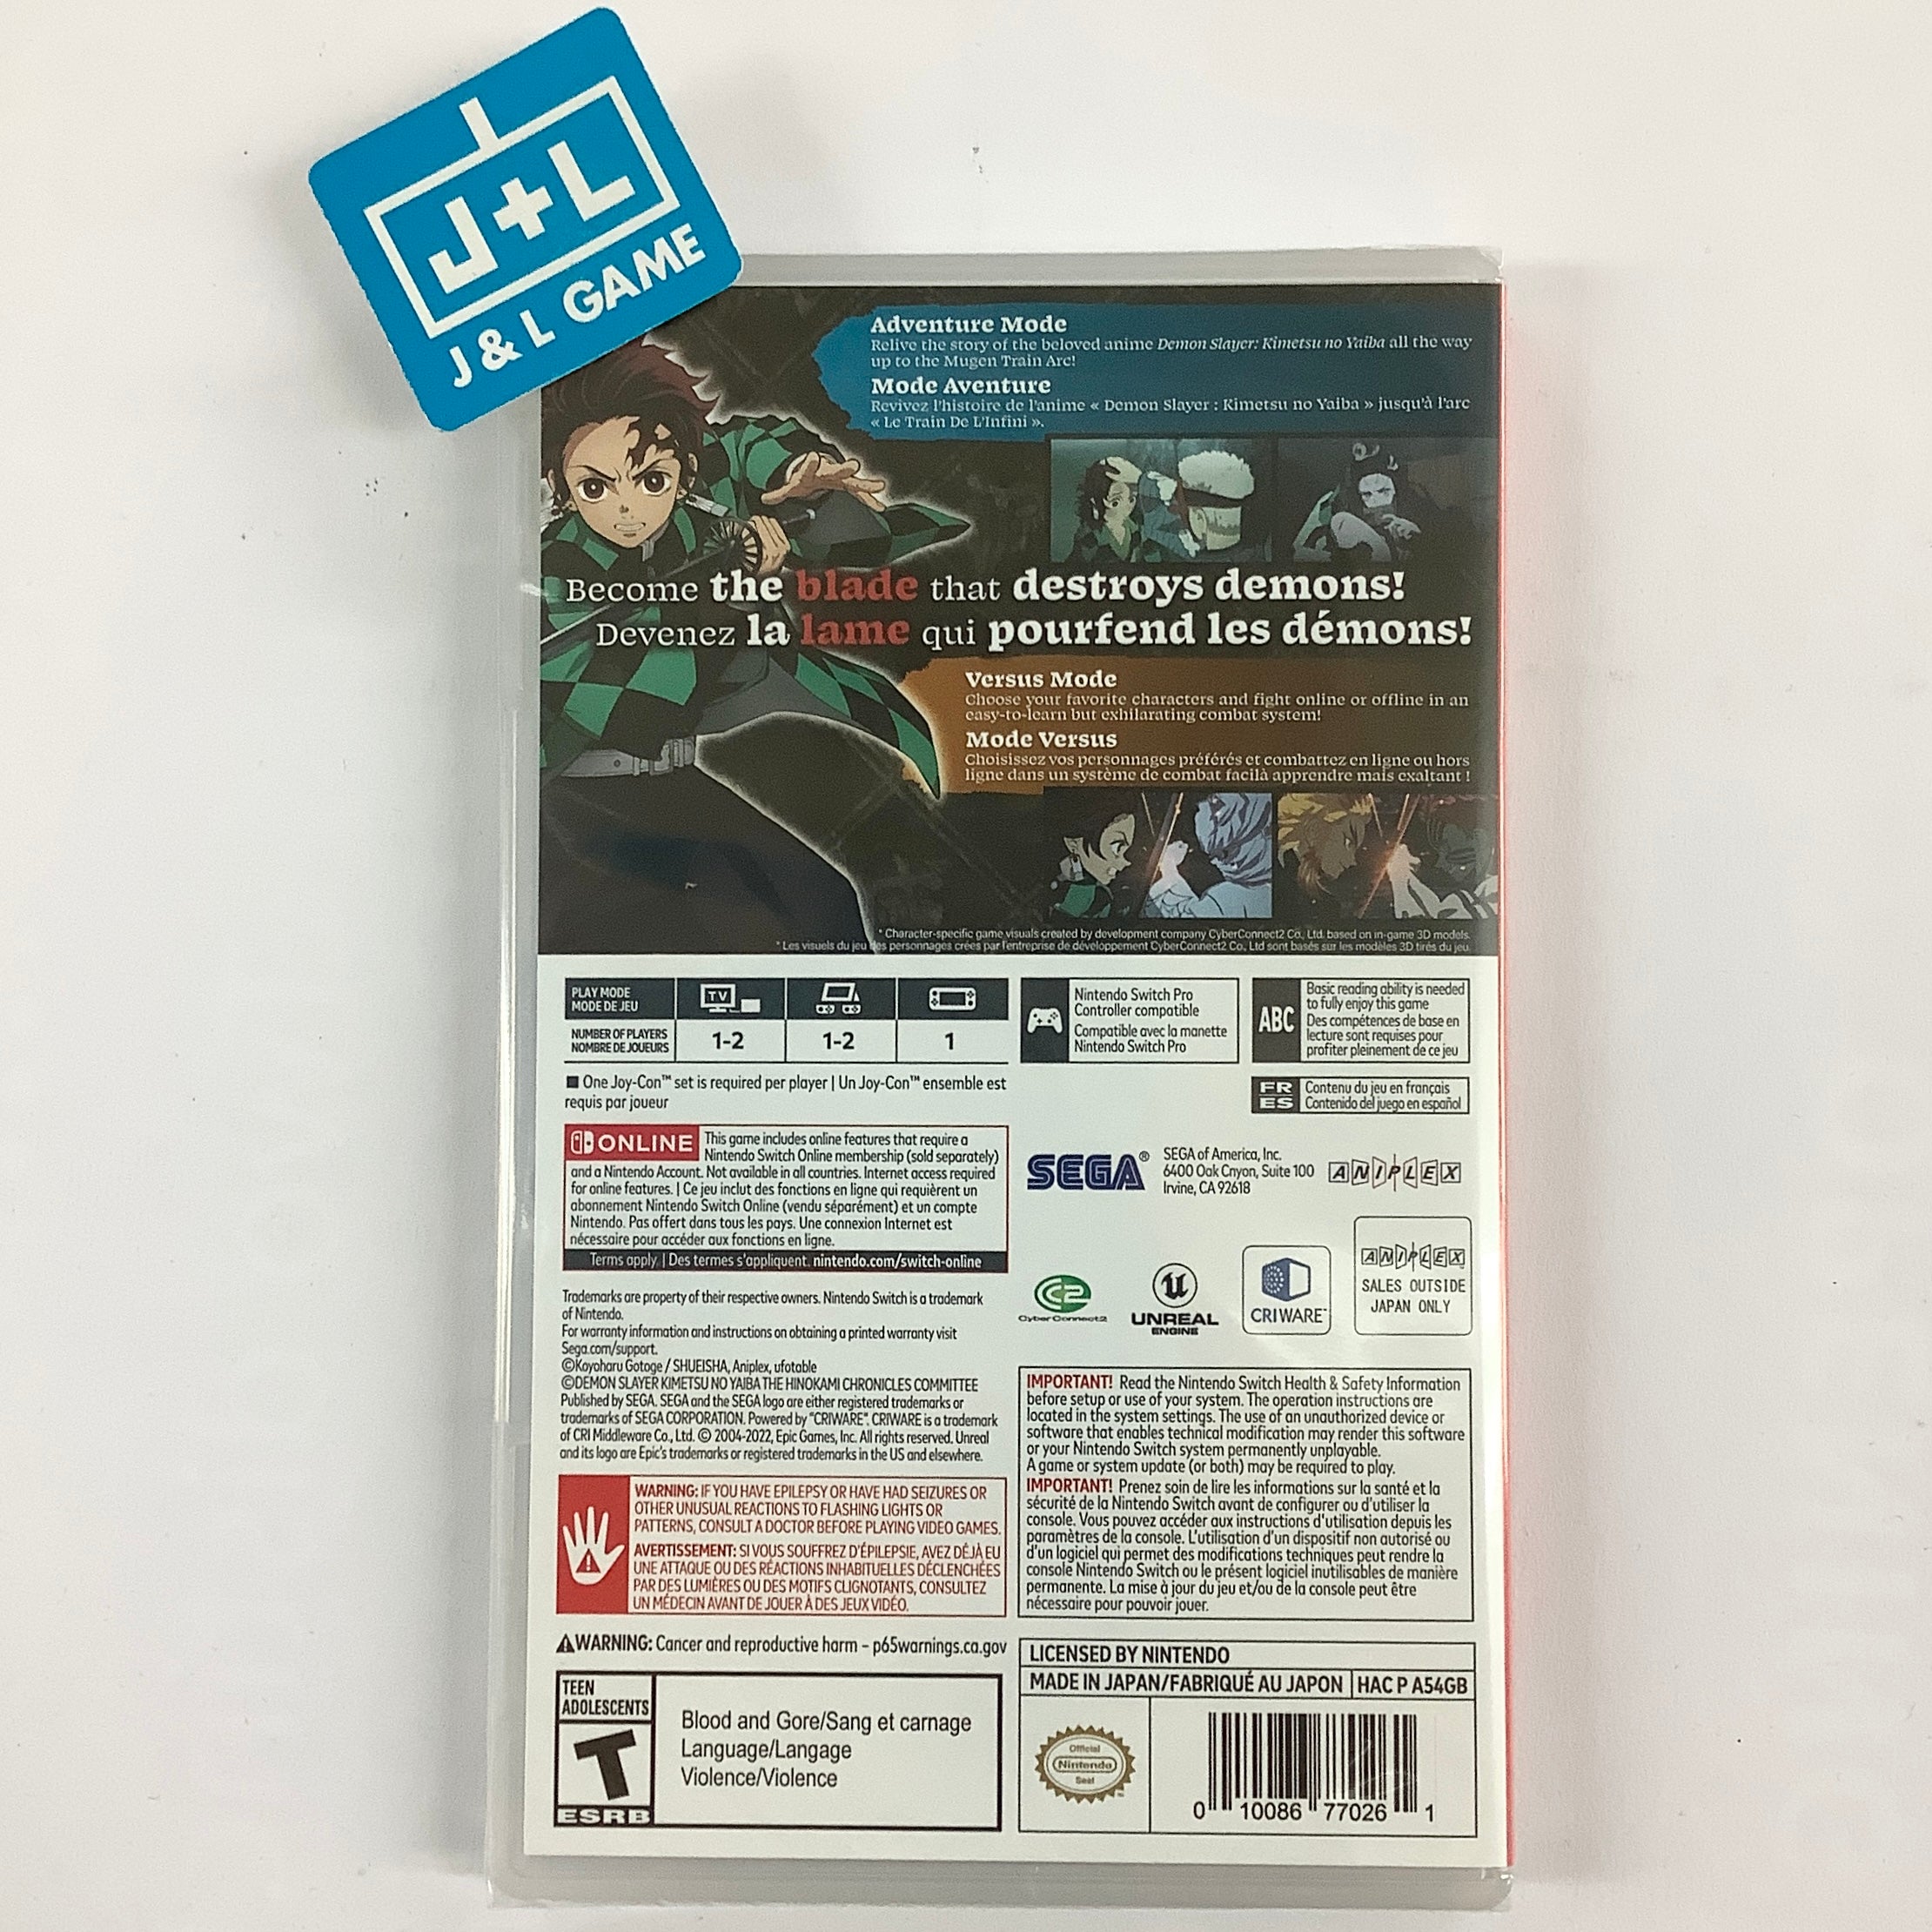 J+L
J & L GAME
Adventure Mode
Relive the story of the beloved anime Demon Slayer: Kimetsu no Yaiba all the way
up to the Mugen Train Arc!
Mode Aventure
Revivez l'histoire de l'anime « Demon Slayer : Kimetsu no Yaiba » jusqu'à l'arc
« Le Train De L'Infini ».
Become the blade that destroys demons!
Devenez la lame qui pourfend les démons!
Versus Mode
Choose your favorite characters and fight online or offline in an
easy-to-learn but exhilarating combat system!
Mode Versus
Choisissez vos personnages préférés et combattez en ligne ou hors
ligne dans un système de combat facilà apprendre mais exaltant !
* Character-specific game visuals created by development company CyberConnect2 Co., Ltd. based on in-game 3D models.
* Les visuels du jeu des personnages crées par l'entreprise de développement CyberConnect2 Co., Ltd sont basés sur les modèles 3D tirés du jeu.
PLAY MODE
MODE DE JEU
TV
NUMBER OF PLAYERS
NOMBRE DE JOUEURS
1-2
1-2
1
Nintendo Switch Pro
Controller compatible
Compatible avec la manette
Nintendo Switch Pro
ABC
Basic reading ability is needed
to fully enjoy this game
Des compétences de base en
lecture sont requises pour
profiter pleinement de ce jeu
■ One Joy-Con™ set is required per player | Un Joy-Con™ ensemble est
requis par joueur
FR
ES
Contenu du jeu en français
Contenido del juego en español
ONLINE
This game includes online features that require a
Nintendo Switch Online membership (sold separately)
and a Nintendo Account. Not available in all countries. Internet access required
for online features. | Ce jeu inclut des fonctions en ligne qui requièrent un
abonnement Nintendo Switch Online (vendu séparément) et un compte
Nintendo. Pas offert dans tous les pays. Une connexion Internet est
nécessaire pour accéder aux fonctions en ligne.
Terms apply. | Des termes s'appliquent. nintendo.com/switch-online
SEGA®
SEGA of America, Inc.
6400 Oak Cnyon, Suite 100
Irvine, CA 92618
ANIPLEX
CyberConnect2
UNREAL
ENGINE
CRIWARE™
ANIPLEX
SALES OUTSIDE
JAPAN ONLY
Trademarks are property of their respective owners. Nintendo Switch is a trademark
of Nintendo.
For warranty information and instructions on obtaining a printed warranty visit
Sega.com/support.
©Koyoharu Gotoge / SHUEISHA, Aniplex, ufotable
©DEMON SLAYER KIMETSU NO YAIBA THE HINOKAMI CHRONICLES COMMITTEE
Published by SEGA. SEGA and the SEGA logo are either registered trademarks or
trademarks of SEGA CORPORATION. Powered by "CRIWARE". CRIWARE is a trademark
of CRI Middleware Co., Ltd. © 2004-2022, Epic Games, Inc. All rights reserved. Unreal
and its logo are Epic's trademarks or registered trademarks in the US and elsewhere.
WARNING: IF YOU HAVE EPILEPSY OR HAVE HAD SEIZURES OR
OTHER UNUSUAL REACTIONS TO FLASHING LIGHTS OR
PATTERNS, CONSULT A DOCTOR BEFORE PLAYING VIDEO GAMES.
AVERTISSEMENT: SI VOUS SOUFFREZ D'ÉPILEPSIE, AVEZ DÉJÀ EU
UNE ATTAQUE OU DES RÉACTIONS INHABITUELLES DÉCLENCHÉES
PAR DES LUMIÈRES OU DES MOTIFS CLIGNOTANTS, CONSULTEZ
UN MÉDECIN AVANT DE JOUER À DES JEUX VIDÉO.
IMPORTANT! Read the Nintendo Switch Health & Safety Information
before setup or use of your system. The operation instructions are
located in the system settings. The use of an unauthorized device or
software that enables technical modification may render this software
or your Nintendo Switch system permanently unplayable.
A game or system update (or both) may be required to play.
IMPORTANT! Prenez soin de lire les informations sur la santé et la
sécurité de la Nintendo Switch avant de configurer ou d'utiliser la
console. Vous pouvez accéder aux instructions d'utilisation depuis les
paramètres de la console. L'utilisation d'un dispositif non autorisé ou
d'un logiciel qui permet des modifications techniques peut rendre la
console Nintendo Switch ou le présent logiciel inutilisables de manière
permanente. La mise à jour du jeu et/ou de la console peut être
nécessaire pour pouvoir jouer.
⚠WARNING: Cancer and reproductive harm – p65warnings.ca.gov
TEEN
ADOLESCENTS
T
ESRB
Blood and Gore/Sang et carnage
Language/Langage
Violence/Violence
LICENSED BY NINTENDO
MADE IN JAPAN/FABRIQUÉ AU JAPON
HAC P A54GB
Official
Nintendo
Seal
0 10086 77026 1